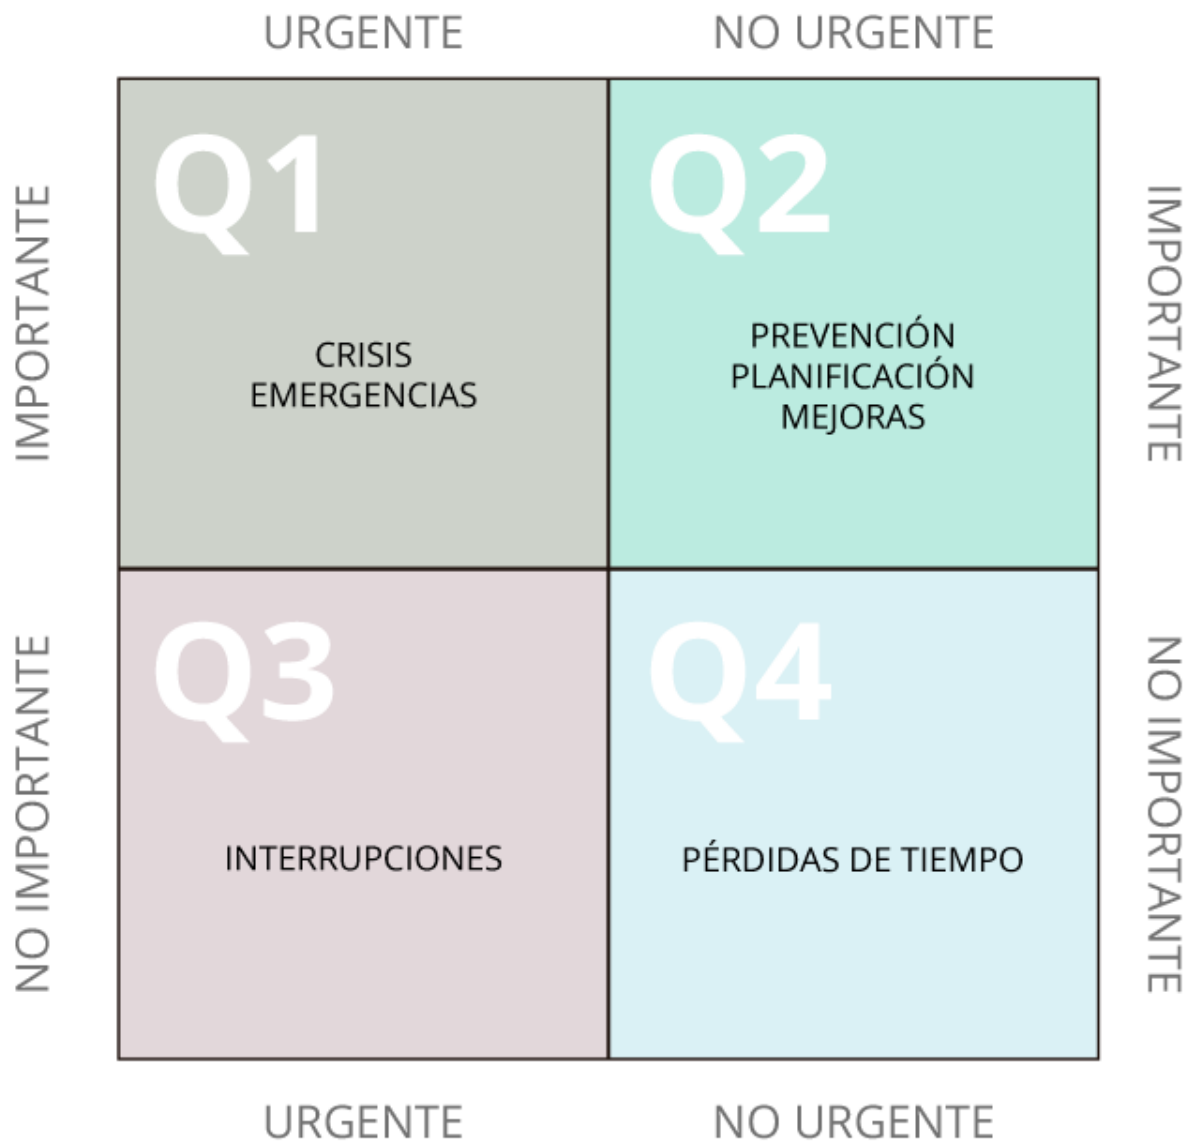 URGENTE
NO URGENTE
IMPORTANTE
Q1
CRISIS
EMERGENCIAS
Q2
PREVENCIÓN
PLANIFICACIÓN
MEJORAS
IMPORTANTE
NO IMPORTANTE
Q3
INTERRUPCIONES
Q4
PÉRDIDAS DE TIEMPO
NO IMPORTANTE
URGENTE
NO URGENTE